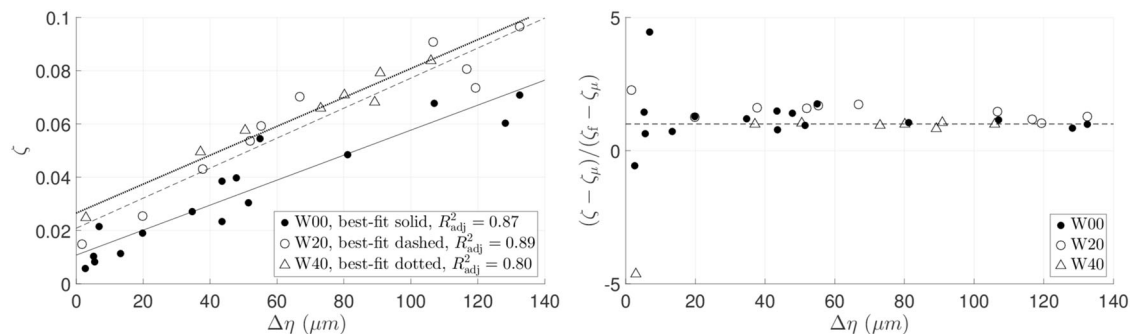 0.1
0.08
0.06
0.04
0.02
0
ζ
W00, best-fit solid, R²adj = 0.87
W20, best-fit dashed, R²adj = 0.89
W40, best-fit dotted, R²adj = 0.80
0 20 40 60 80 100 120 140
Δη (μm)
5
0
-5
(ζ − ζμ)/(ζf − ζμ)
W00
W20
W40
0 20 40 60 80 100 120 140
Δη (μm)